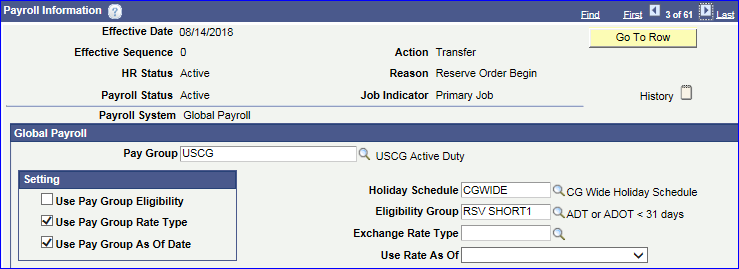 Payroll Information ? Find First 3 of 61 Last
Effective Date 08/14/2018 Go To Row
Effective Sequence 0 Action Transfer
HR Status Active Reason Reserve Order Begin
Payroll Status Active Job Indicator Primary Job History
Payroll System Global Payroll
Global Payroll
Pay Group USCG USCG Active Duty
Setting
Use Pay Group Eligibility
Use Pay Group Rate Type
Use Pay Group As Of Date
Holiday Schedule CGWIDE CG Wide Holiday Schedule
Eligibility Group RSV SHORT1 ADT or ADOT < 31 days
Exchange Rate Type
Use Rate As Of